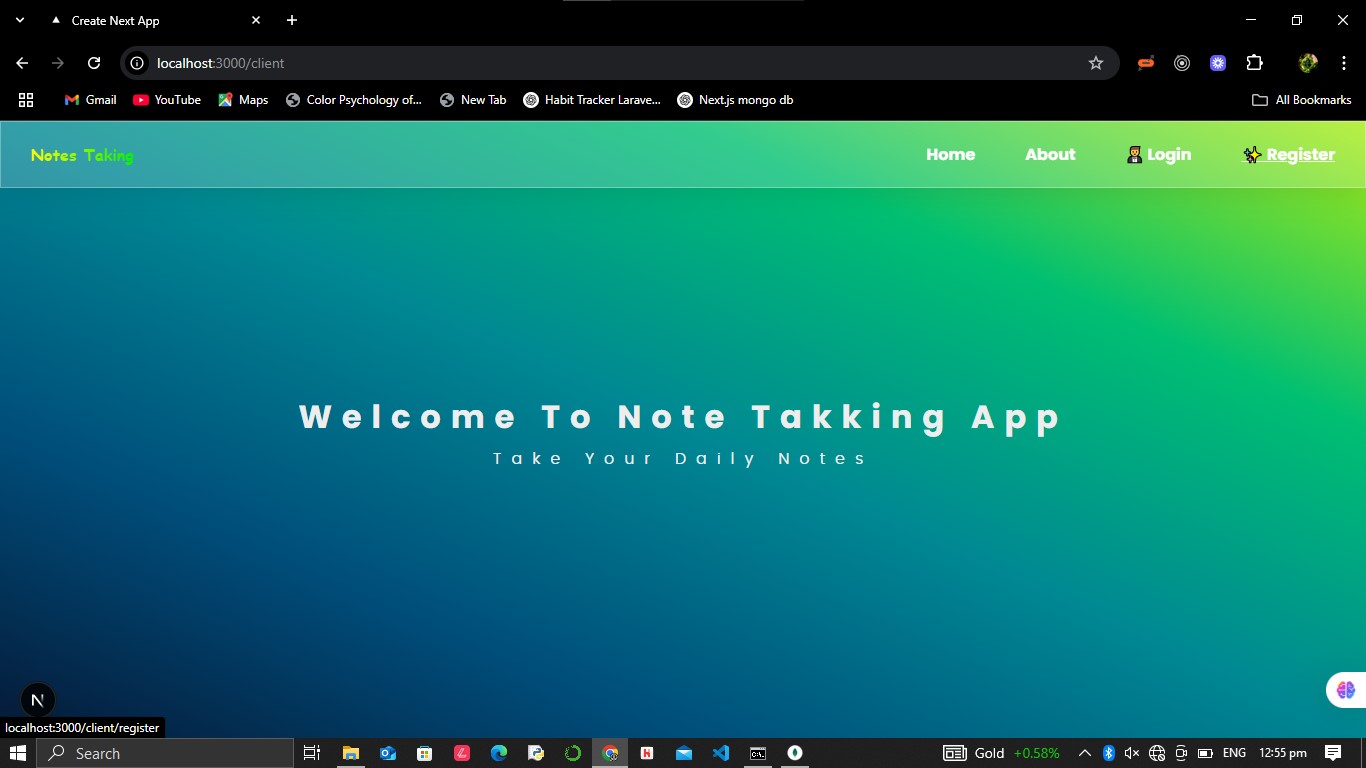 Create Next App
localhost:3000/client
Gmail YouTube Maps Color Psychology of... New Tab Habit Tracker Larave... Next.js mongo db All Bookmarks
Notes Taking Home About Login Register
Welcome To Note Takking App
Take Your Daily Notes
N
localhost:3000/client/register
Search Gold +0.58% ENG 12:55 pm